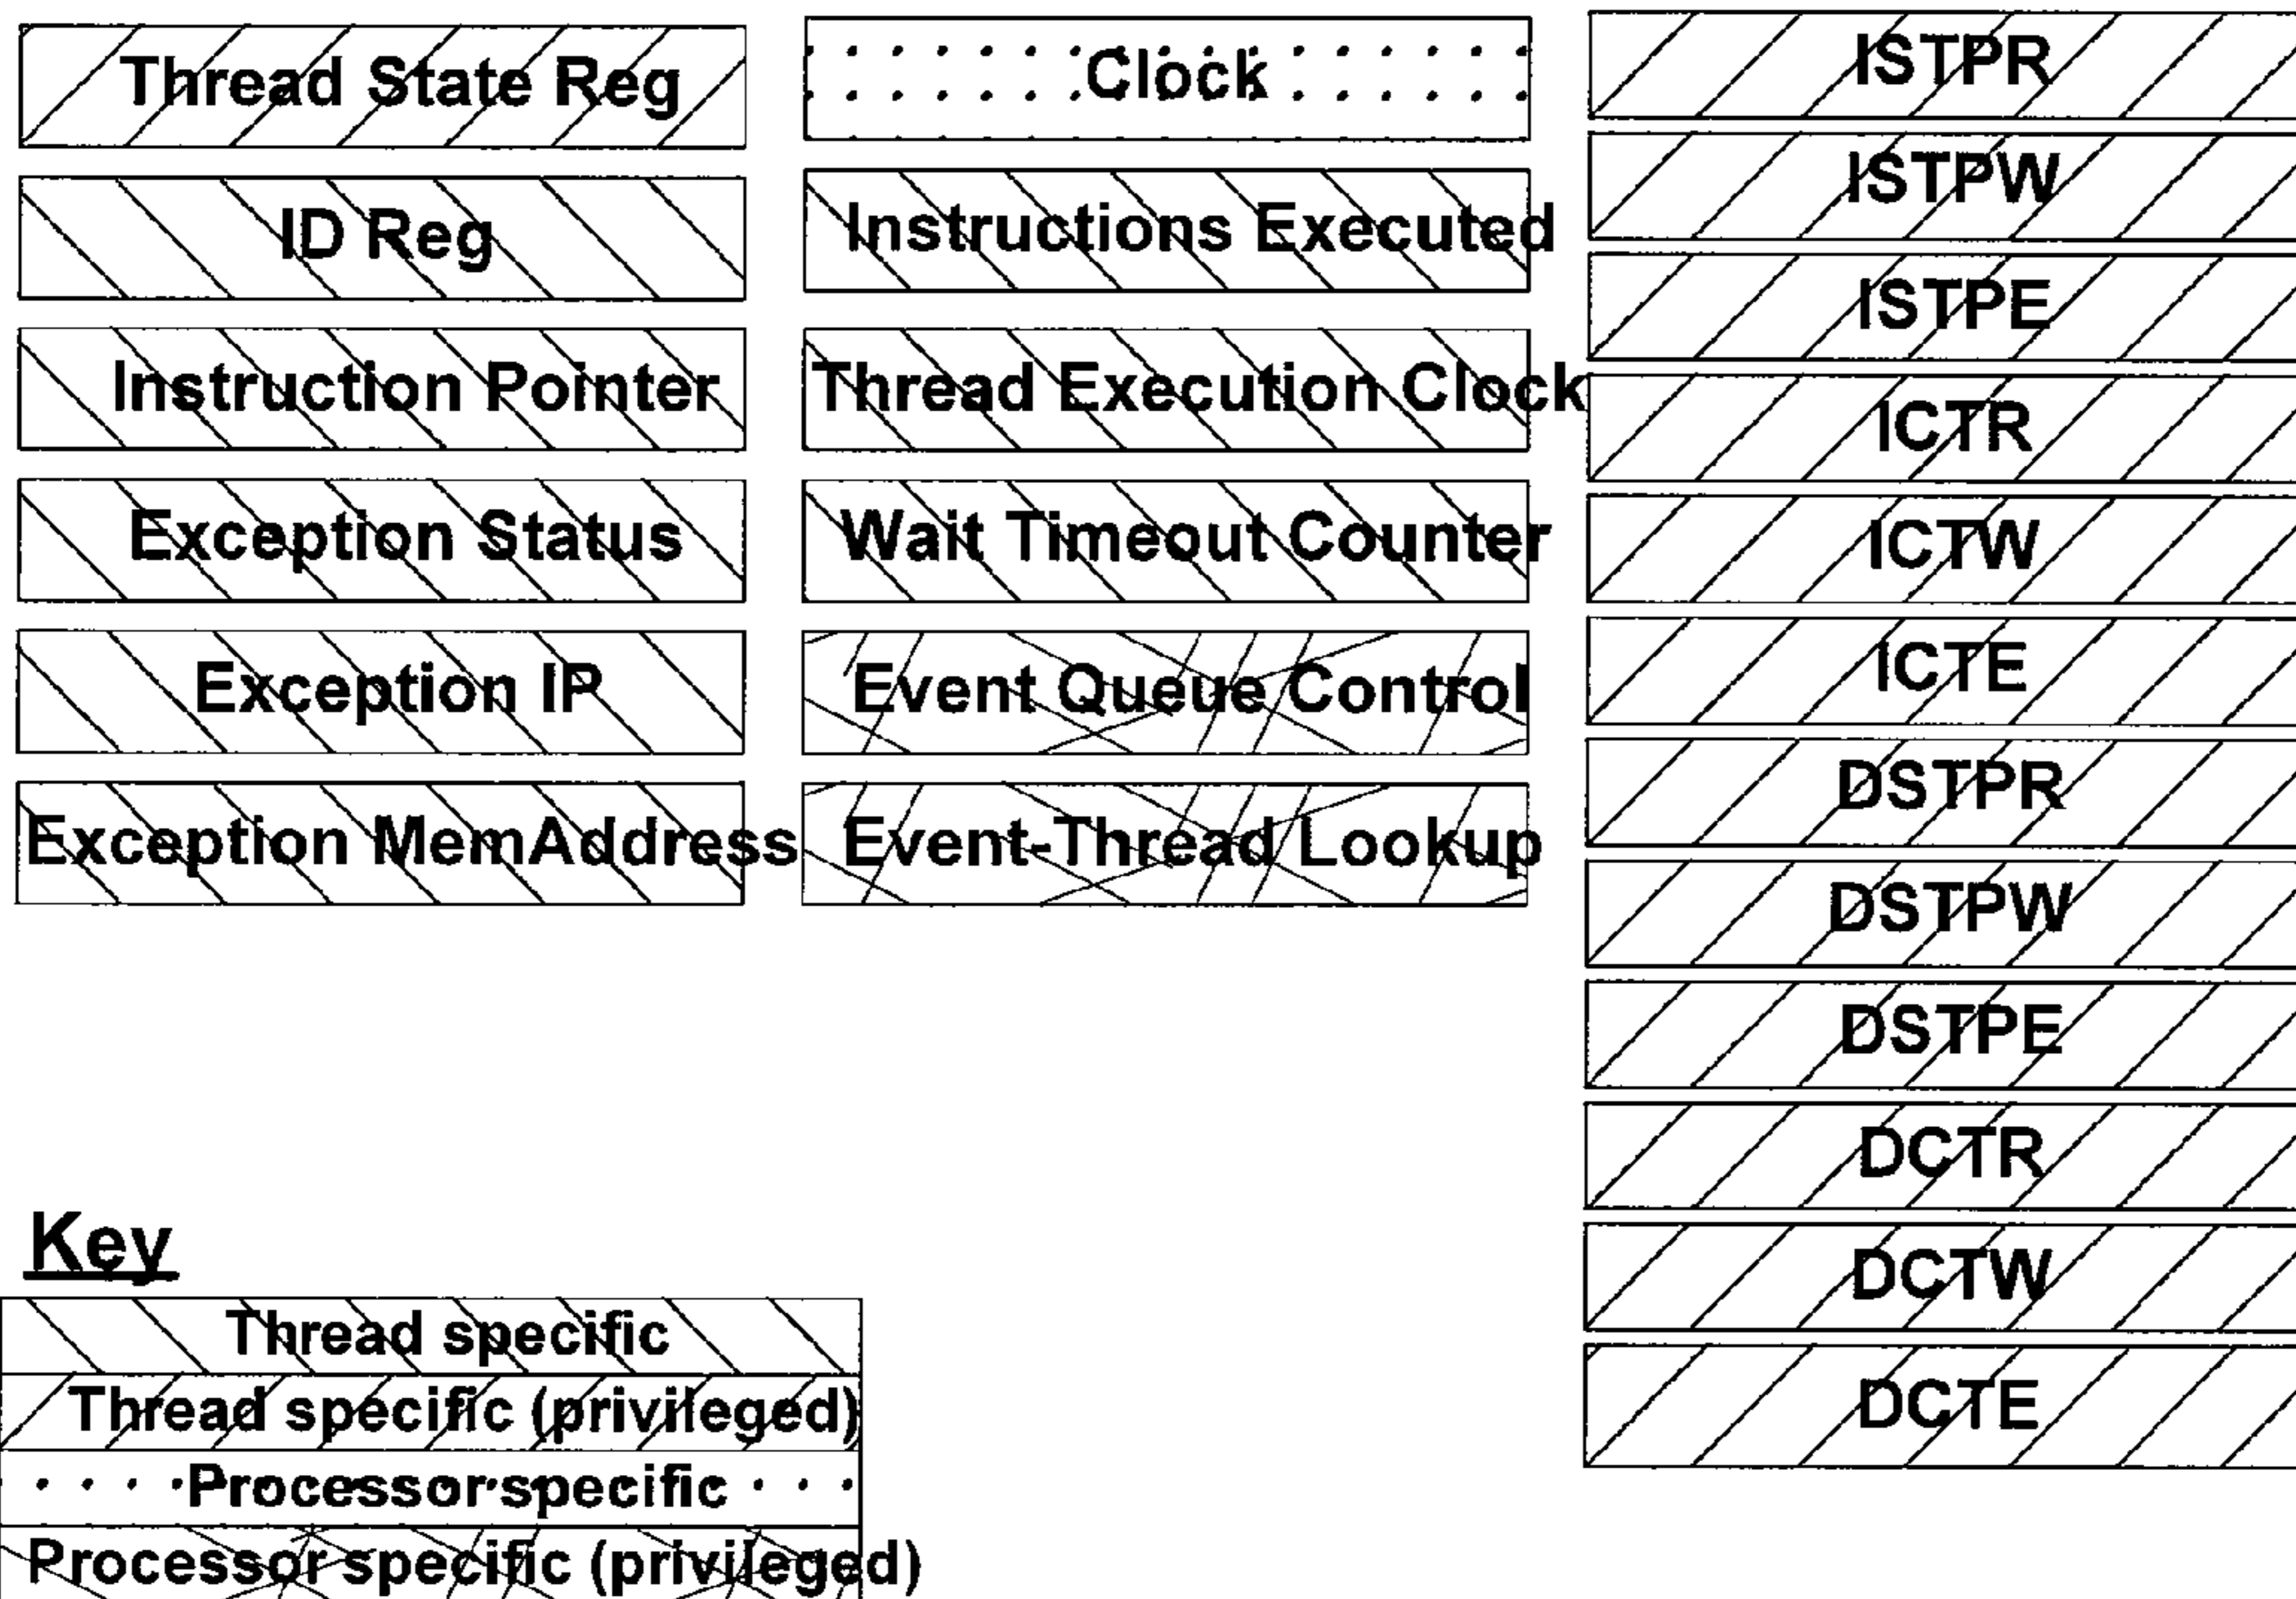 Thread State Reg
ID Reg
Instruction Pointer
Exception Status
Exception IP
Exception MemAddress
Clock
Instructions Executed
Thread Execution Clock
Wait Timeout Counter
Event Queue Control
Event-Thread Lookup
ISTPR
ISTPW
ISTPE
ICTR
ICTW
ICTE
DSTPR
DSTPW
DSTPE
DCTR
DCTW
DCTE
Key
Thread specific
Thread specific (privileged)
Processor specific
Processor specific (privileged)